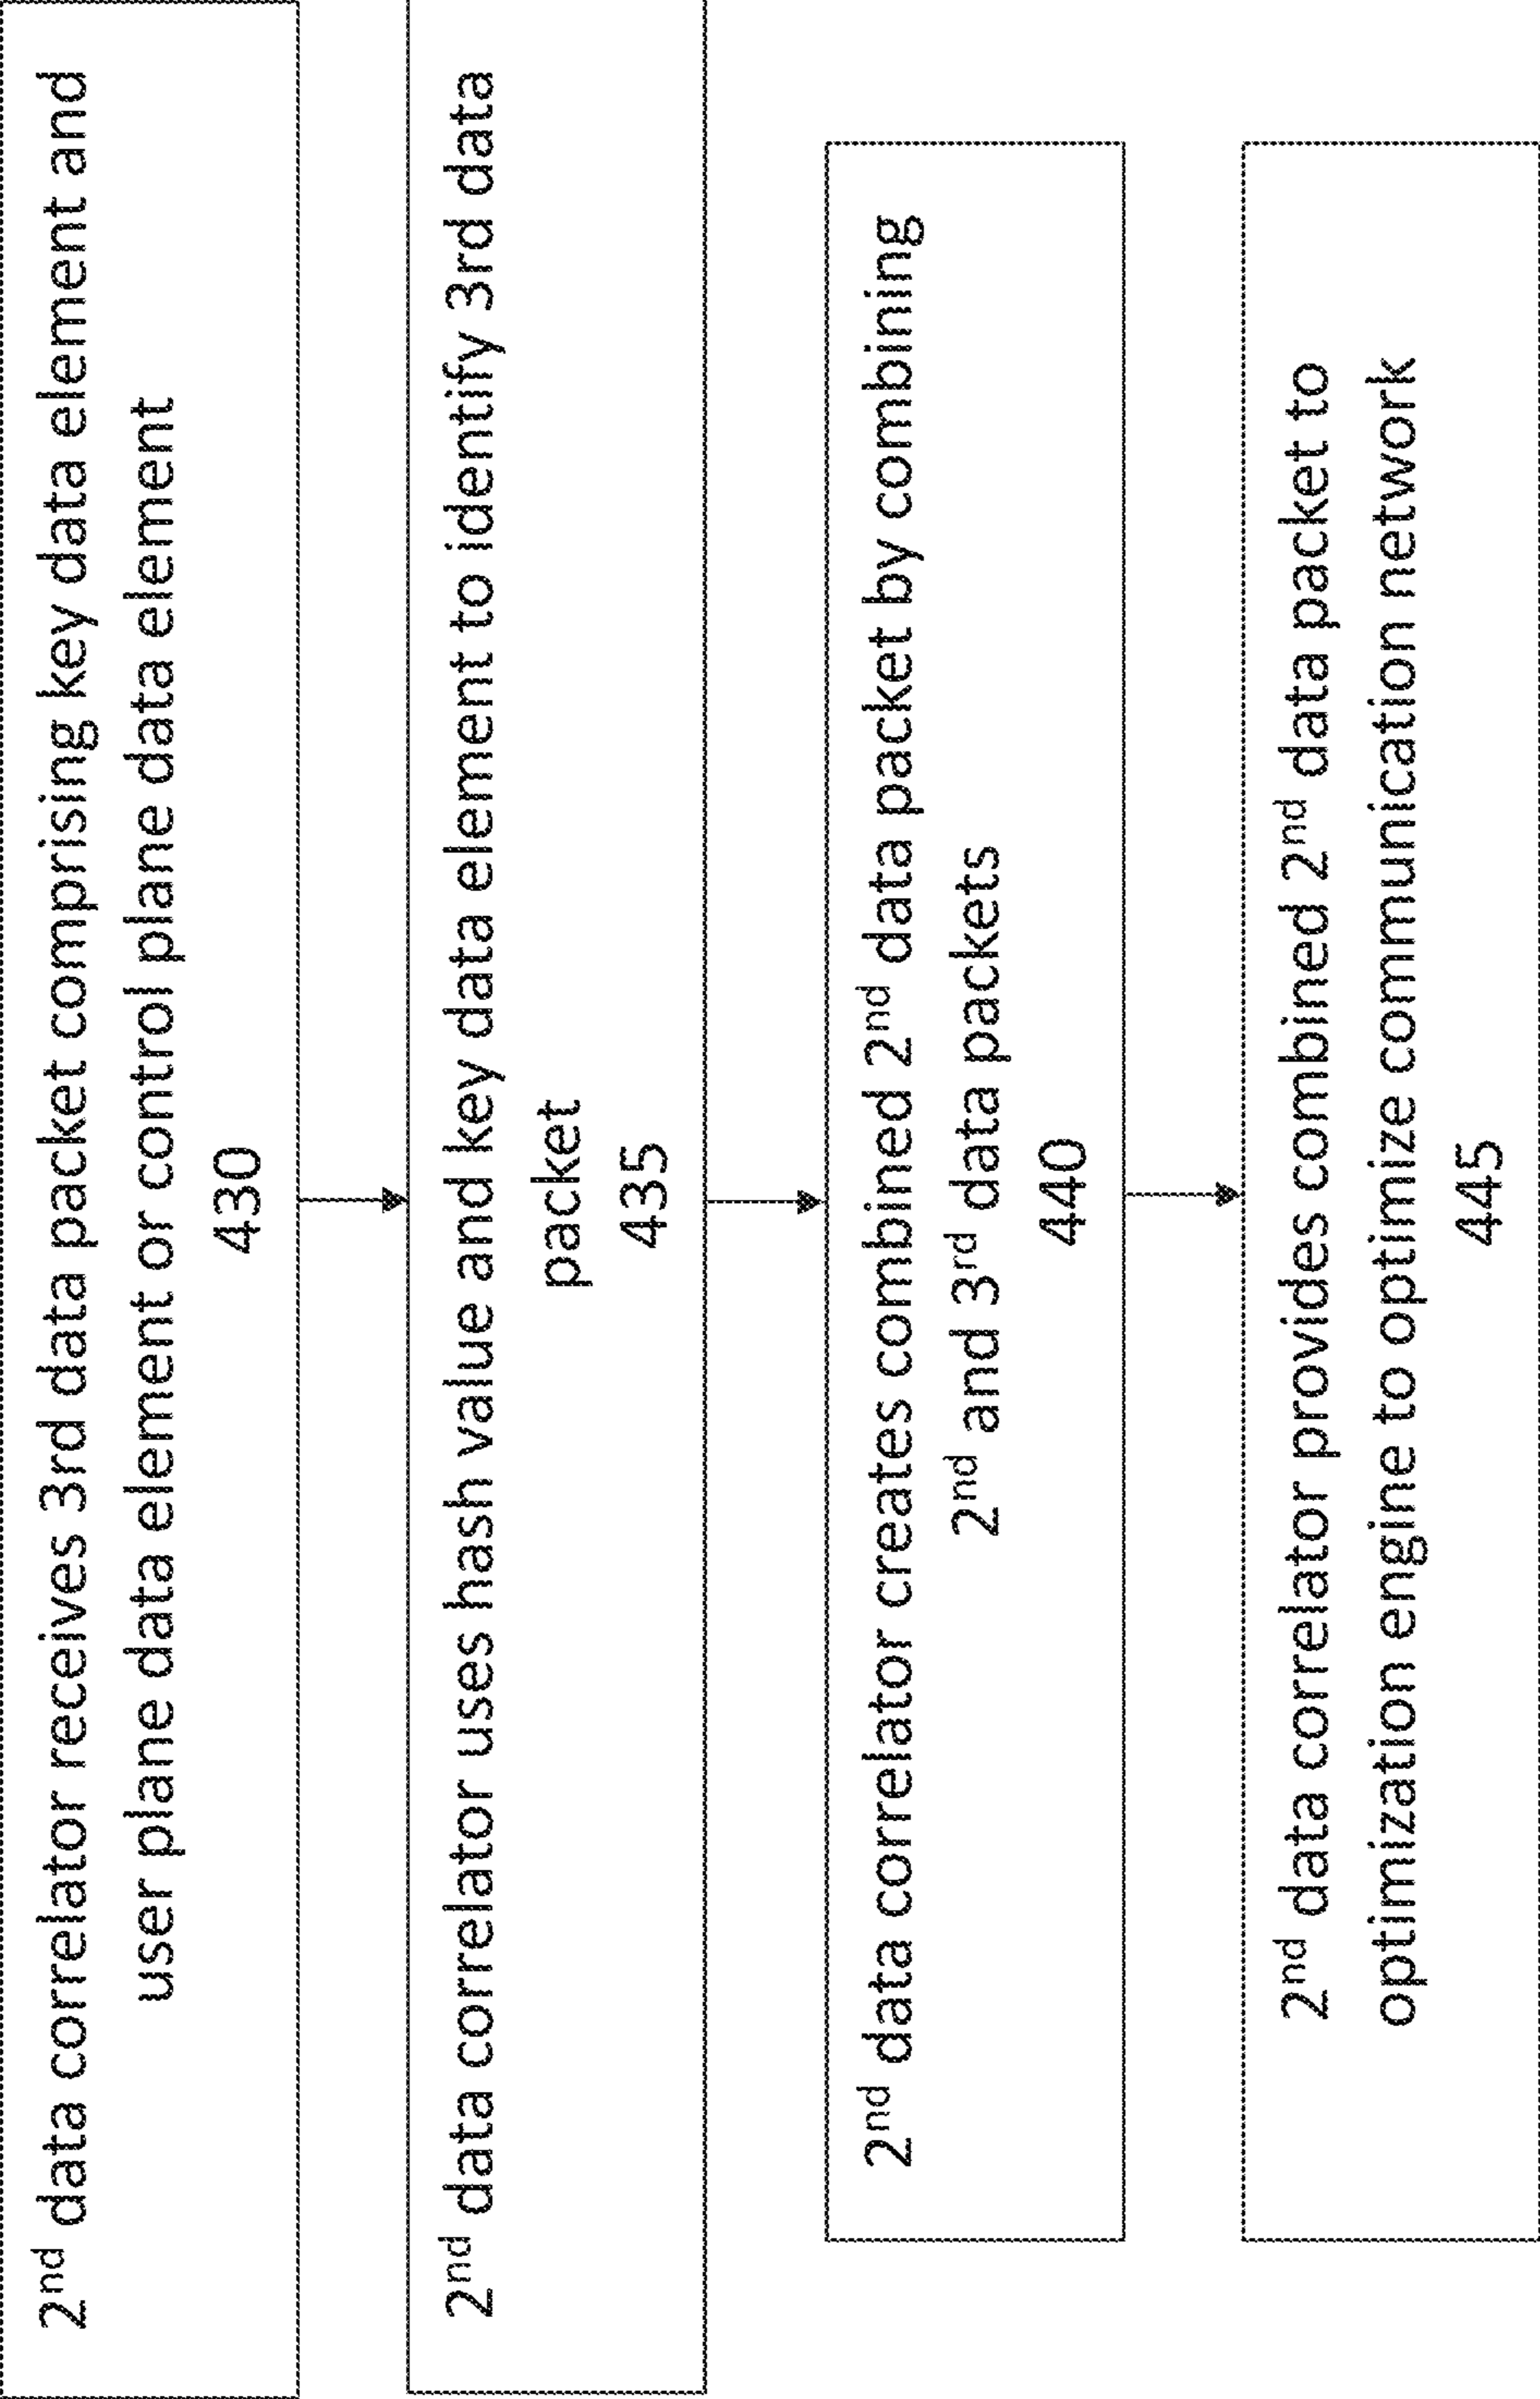 2nd data correlator receives 3rd data packet comprising key data element and
user plane data element or control plane data element
430
2nd data correlator uses hash value and key data element to identify 3rd data
packet
435
2nd data correlator creates combined 2nd data packet by combining
2nd and 3rd data packets
440
2nd data correlator provides combined 2nd data packet to
optimization engine to optimize communication network
445